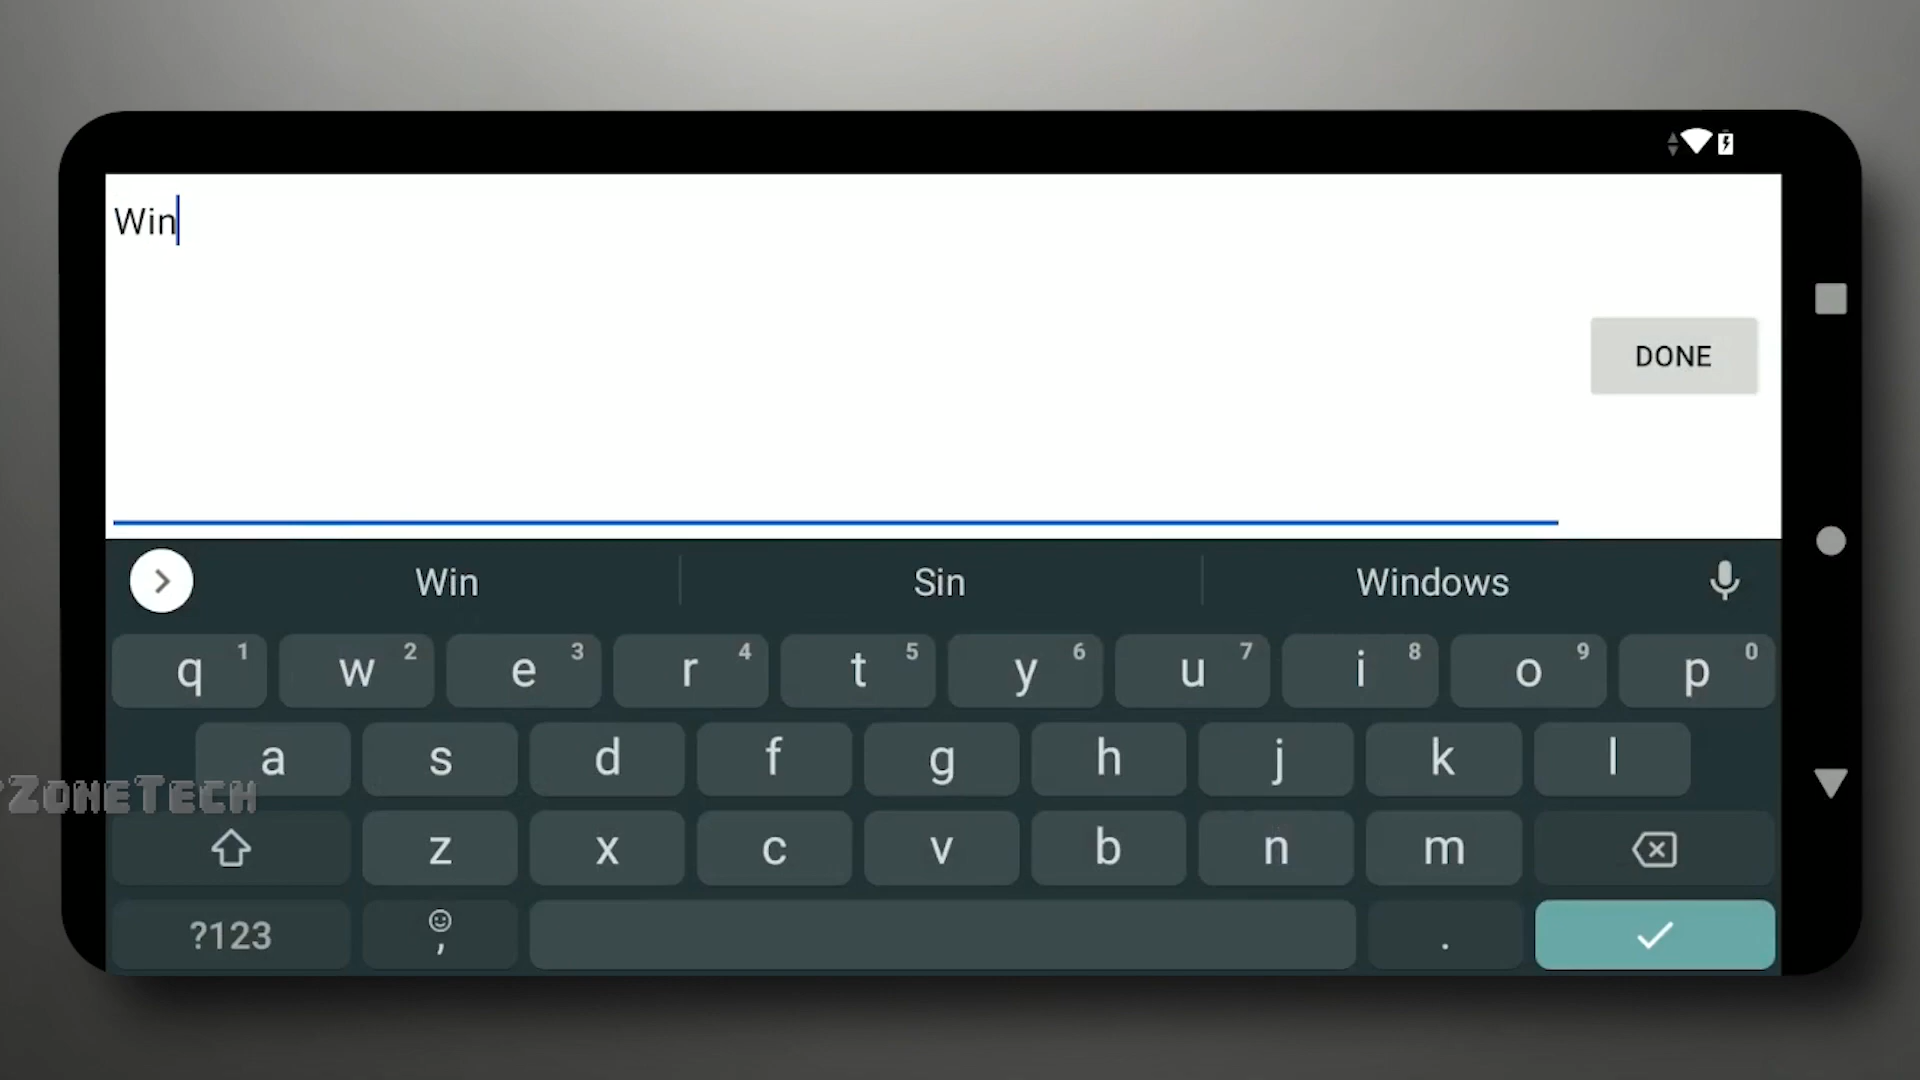 Win
DONE
Win Sin Windows
q 1 w 2 e 3 r 4 t 5 y 6 u 7 i 8 o 9 p 0
a s d f g h j k l
ZONETECH
z x c v b n m
?123 , .